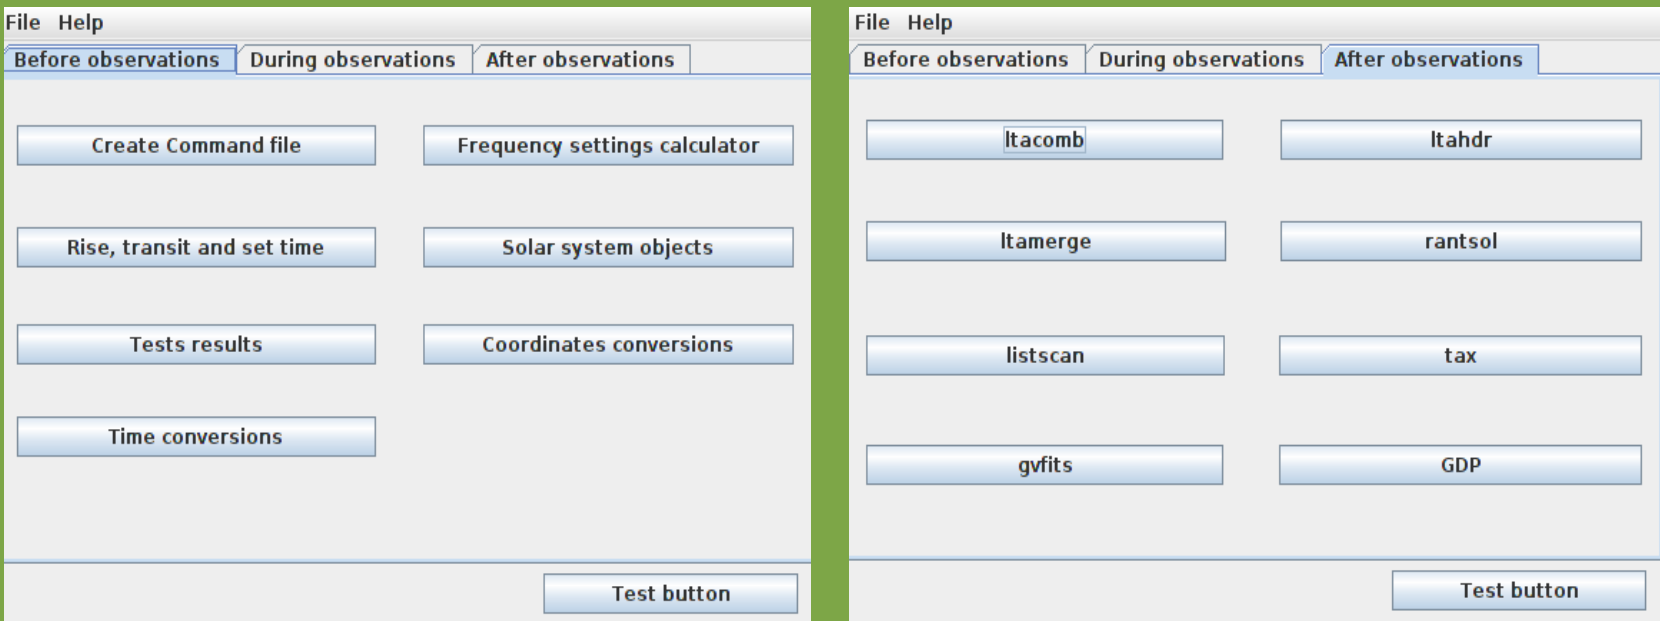 File Help
Before observations During observations After observations
Create Command file Frequency settings calculator
Rise, transit and set time Solar system objects
Tests results Coordinates conversions
Time conversions
Test button
File Help
Before observations During observations After observations
ltacomb ltahdr
ltamerge rantsol
listscan tax
gvfits GDP
Test button